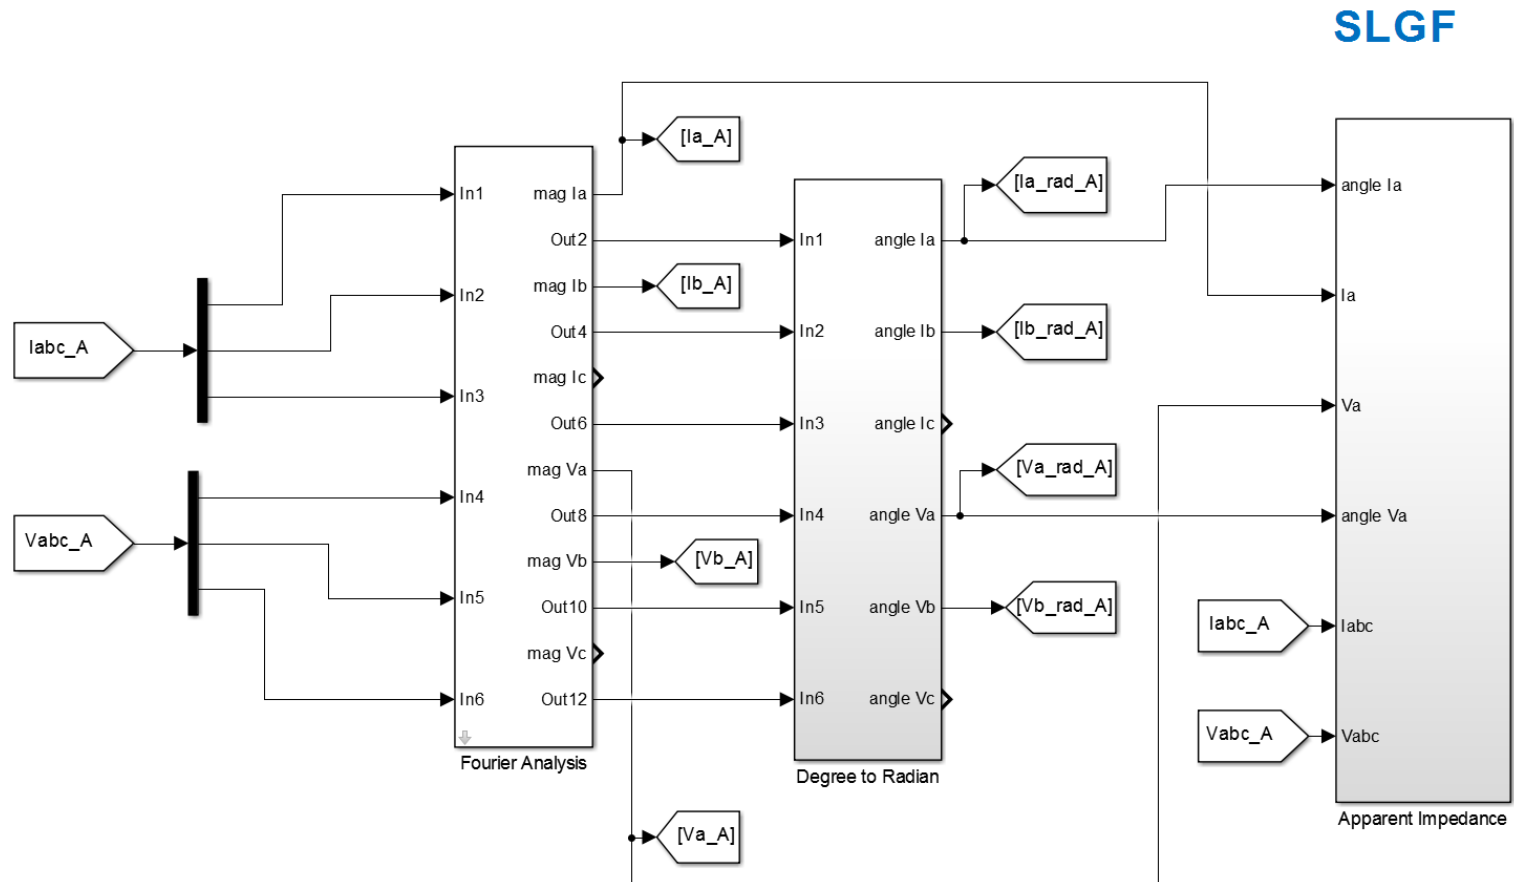 SLGF
[Ia_A]
[Ia_rad_A]
In1
mag Ia
angle Ia
Out2
In1
angle Ia
[Ib_A]
mag Ib
In2
Ia
Out4
In2
angle Ib
[Ib_rad_A]
Iabc_A
mag Ic
In3
Va
Out6
In3
angle Ic
mag Va
[Va_rad_A]
In4
Out8
In4
angle Va
angle Va
Vabc_A
mag Vb
[Vb_A]
In5
Out10
In5
angle Vb
[Vb_rad_A]
Iabc_A
Iabc
mag Vc
In6
Out12
In6
angle Vc
Vabc_A
Vabc
Fourier Analysis
Degree to Radian
Apparent Impedance
[Va_A]